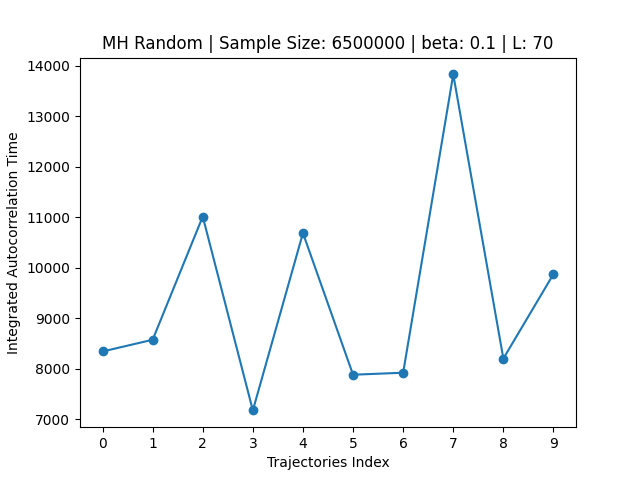 MH Random | Sample Size: 6500000 | beta: 0.1 | L: 70
Integrated Autocorrelation Time
14000
13000
12000
11000
10000
9000
8000
7000
0 1 2 3 4 5 6 7 8 9
Trajectories Index